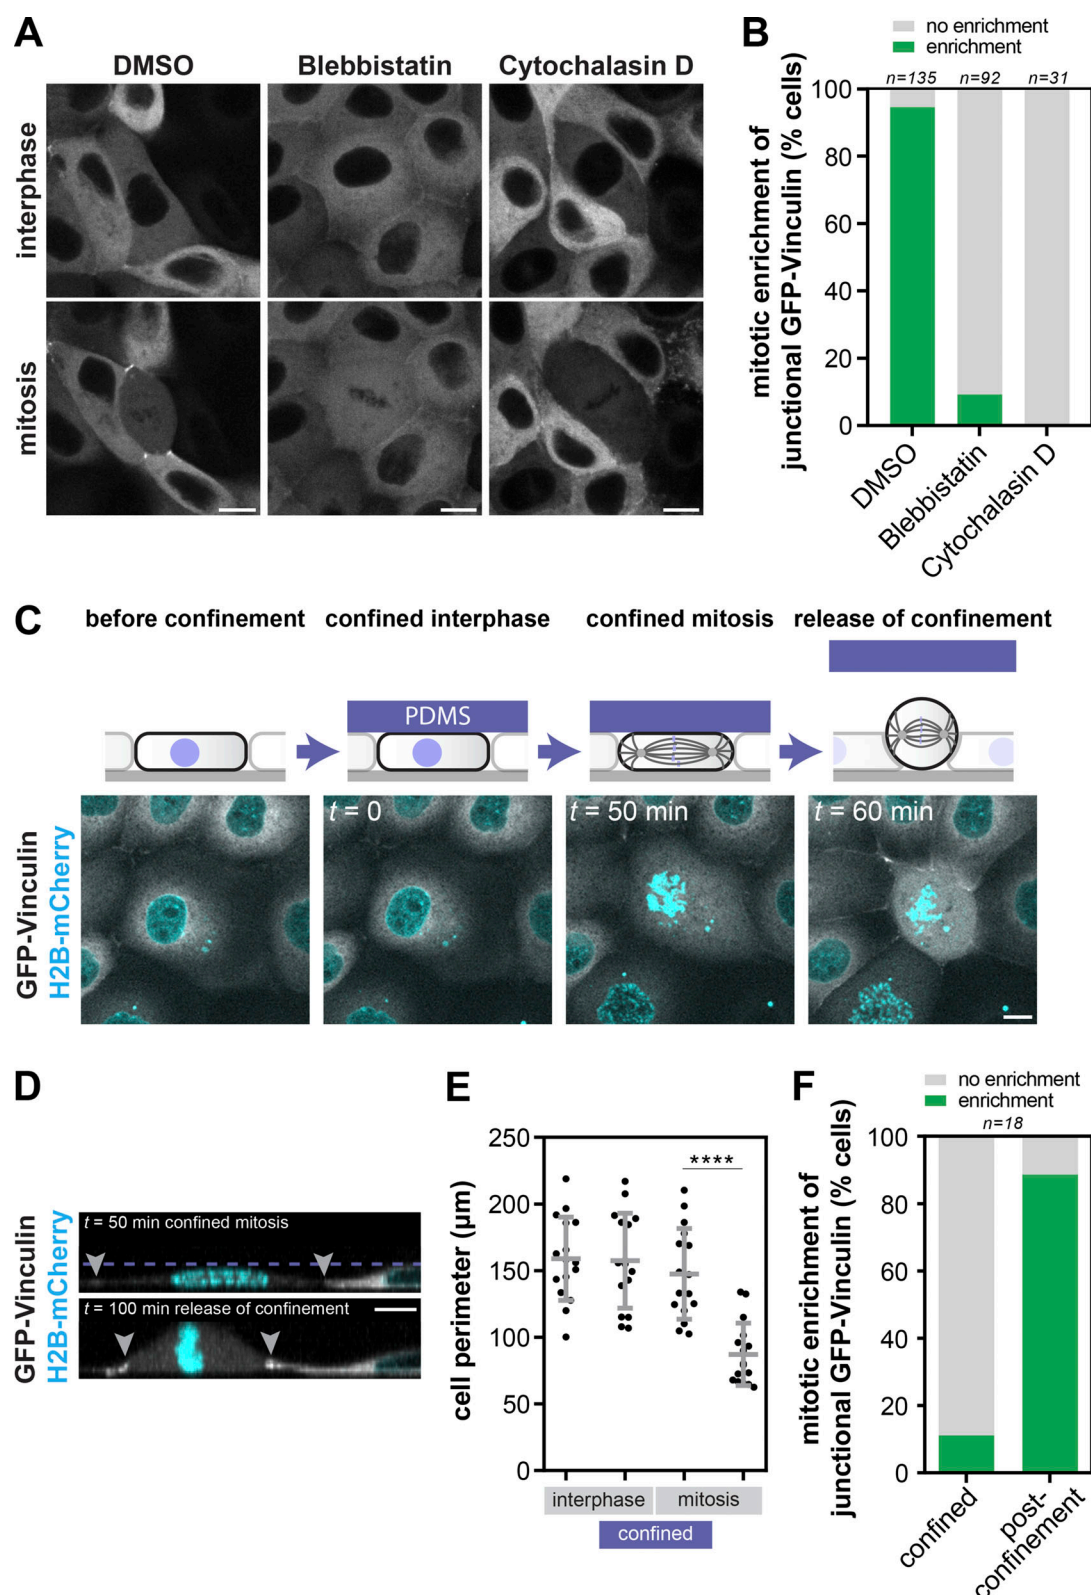 A
DMSO
Blebbistatin
Cytochalasin D
interphase
mitosis
B
no enrichment
enrichment
n=135
n=92
n=31
mitotic enrichment of
junctional GFP-Vinculin (% cells)
100
80
60
40
20
0
DMSO
Blebbistatin
Cytochalasin D
C
before confinement
confined interphase
confined mitosis
release of confinement
PDMS
GFP-Vinculin
H2B-mCherry
t = 0
t = 50 min
t = 60 min
D
GFP-Vinculin
H2B-mCherry
t = 50 min confined mitosis
t = 100 min release of confinement
E
cell perimeter (µm)
250
200
150
100
50
0
****
interphase
mitosis
confined
F
no enrichment
enrichment
n=18
mitotic enrichment of
junctional GFP-Vinculin (% cells)
100
80
60
40
20
0
confined
post-
confinement